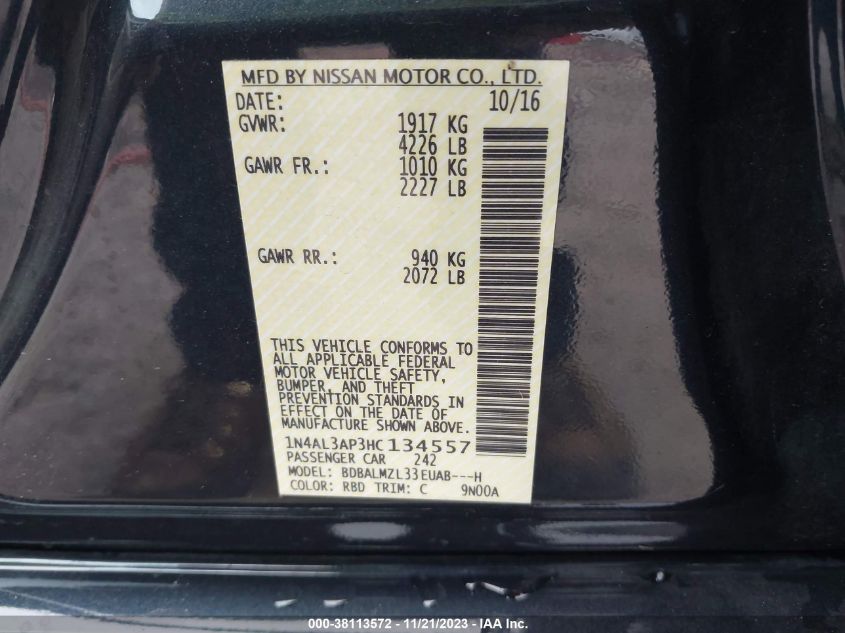 MFD BY NISSAN MOTOR CO., LTD.
DATE: 10/16
GVWR: 1917 KG
4226 LB
GAWR FR.: 1010 KG
2227 LB
GAWR RR.: 940 KG
2072 LB
THIS VEHICLE CONFORMS TO
ALL APPLICABLE FEDERAL
MOTOR VEHICLE SAFETY,
BUMPER, AND THEFT
PREVENTION STANDARDS IN
EFFECT ON THE DATE OF
MANUFACTURE SHOWN ABOVE.
1N4AL3AP3HC134557
PASSENGER CAR 242
MODEL: BDBALMZL33EUAB---H
COLOR: RBD TRIM: C 9N00A
000-38113572 - 11/21/2023 - IAA Inc.